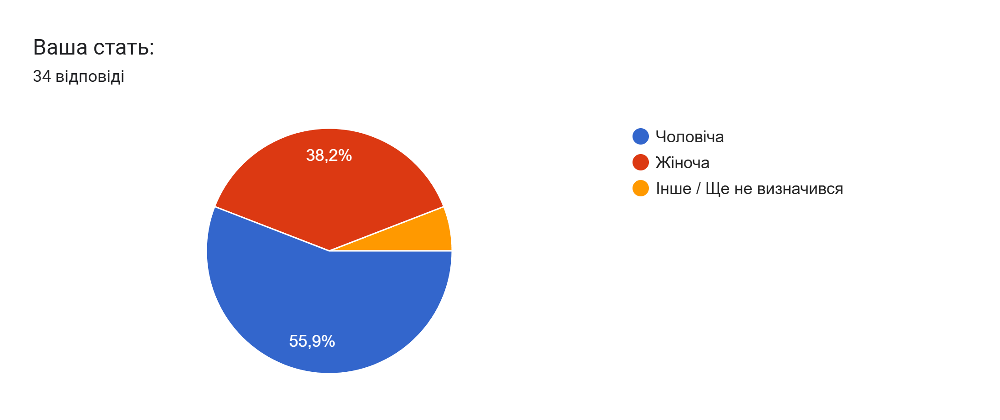 Ваша стать:
34 відповіді
Чоловіча
Жіноча
Інше / Ще не визначився
38,2%
55,9%